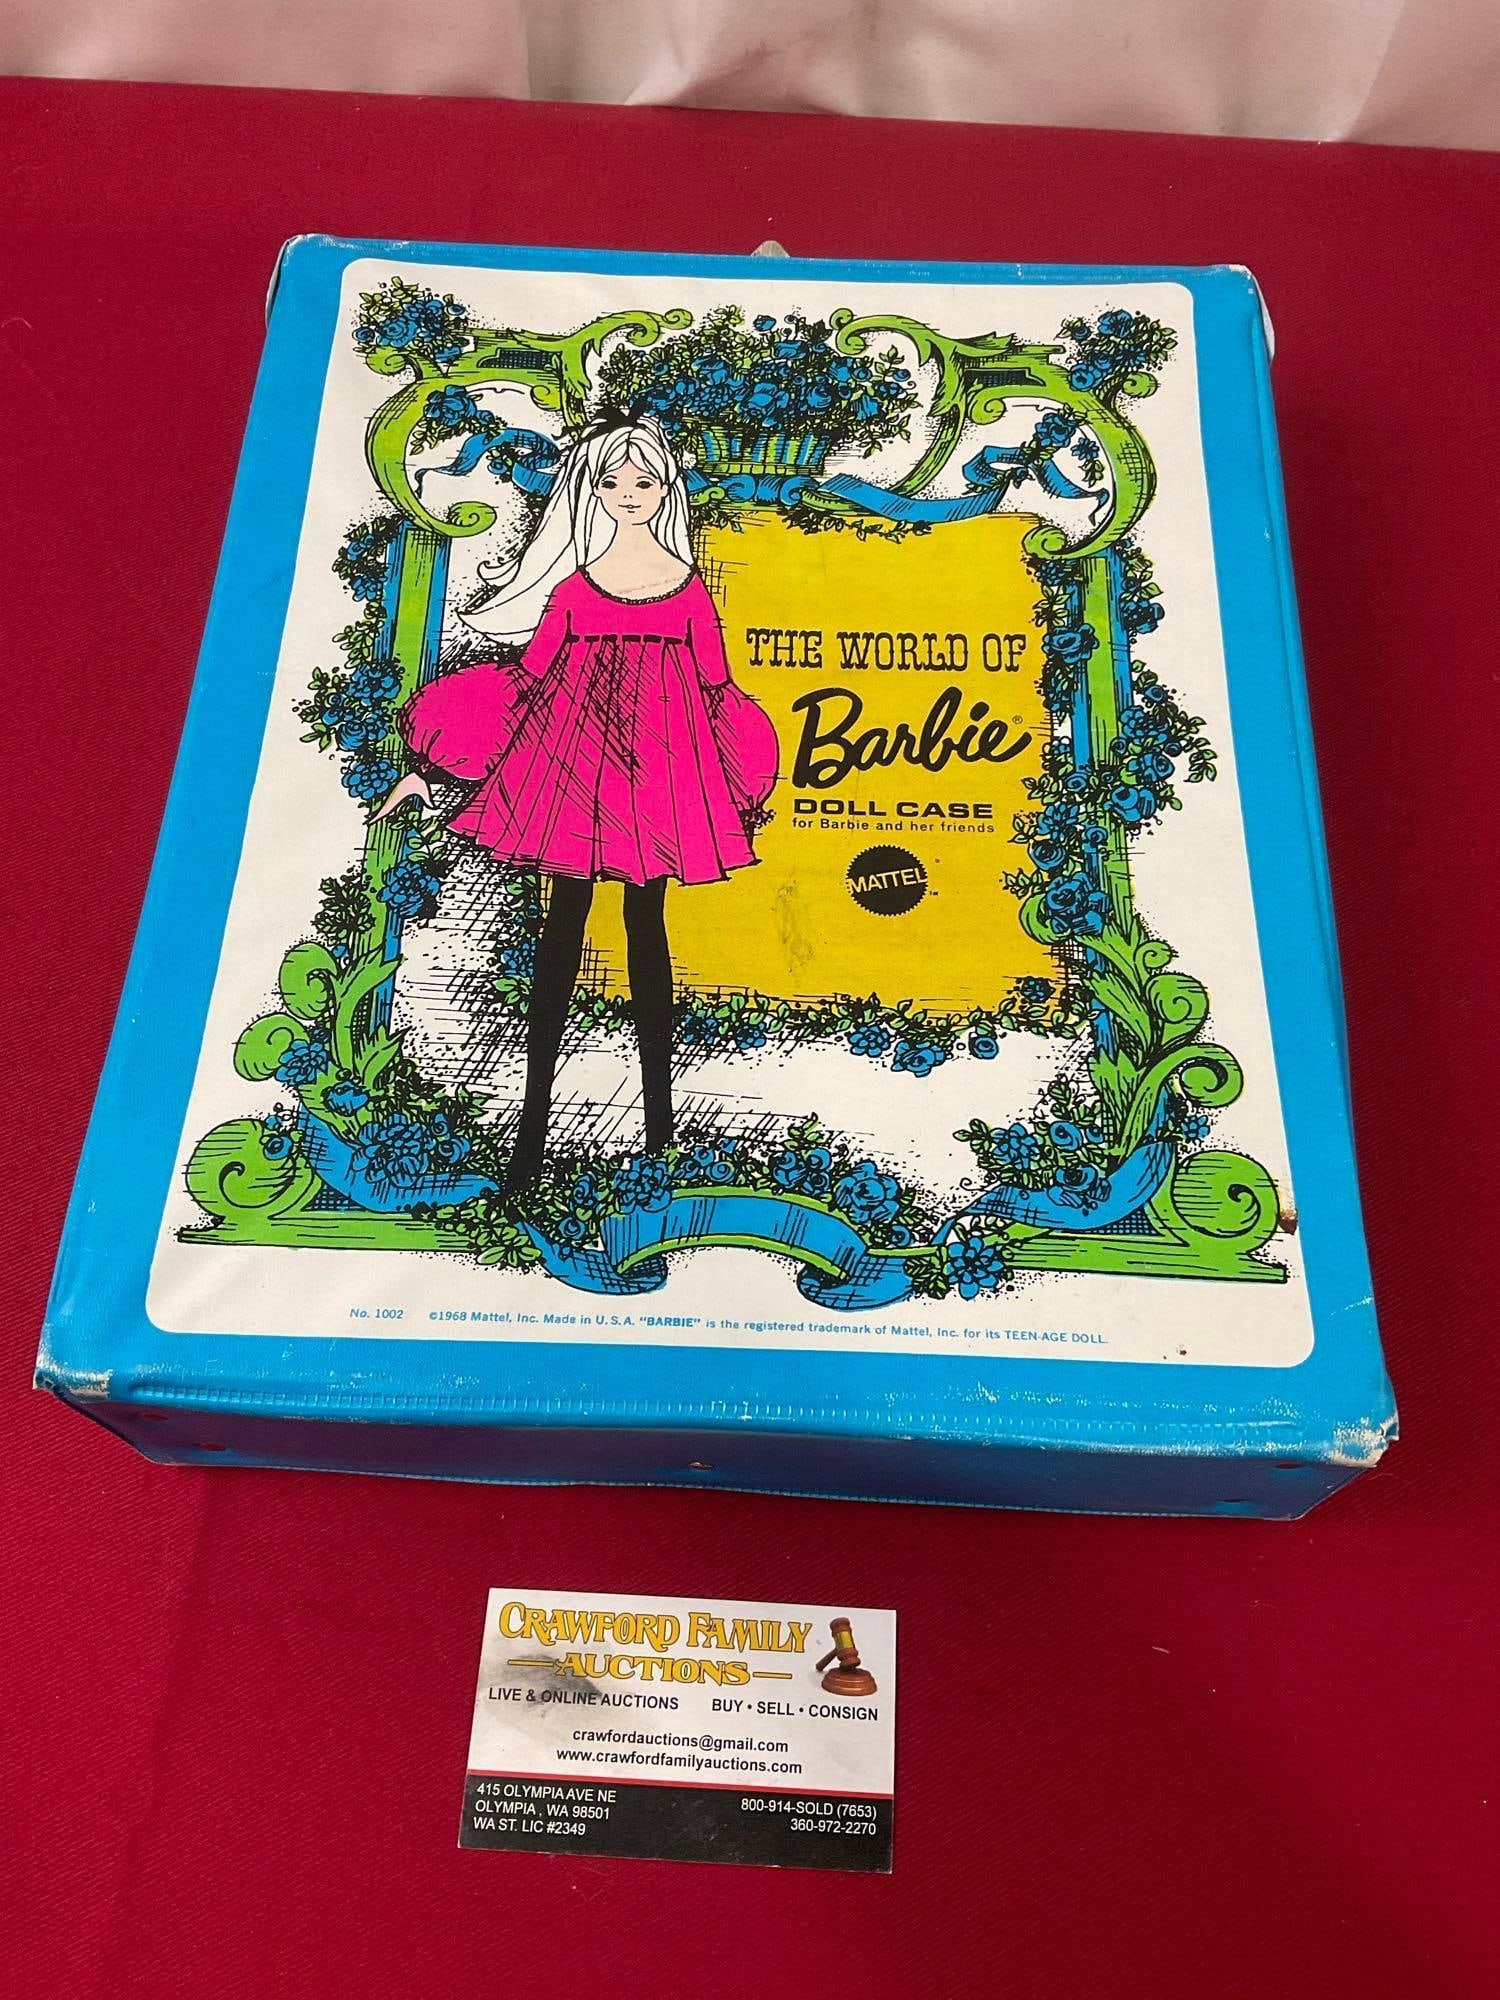 THE WORLD OF
Barbie®
DOLL CASE
for Barbie and her friends
MATTEL™
No. 1002 ©1968 Mattel, Inc. Made in U.S.A. "BARBIE" is the registered trademark of Mattel, Inc. for its TEEN-AGE DOLL.
CRAWFORD FAMILY
AUCTIONS
LIVE & ONLINE AUCTIONS BUY • SELL • CONSIGN
crawfordauctions@gmail.com
www.crawfordfamilyauctions.com
415 OLYMPIA AVE NE
OLYMPIA , WA 98501
WA ST. LIC #2349
800-914-SOLD (7653)
360-972-2270